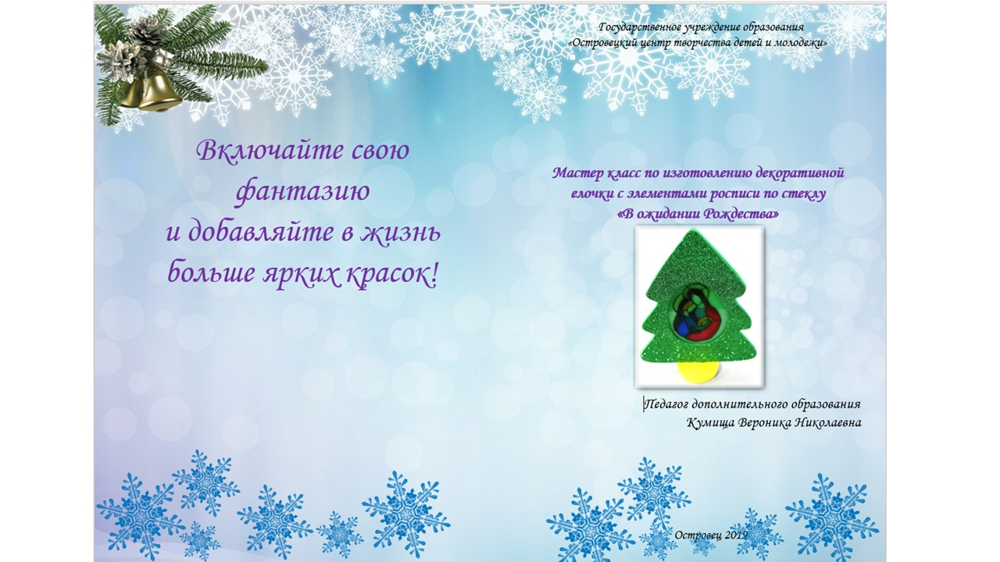 Включайте свою
фантазию
и добавляйте в жизнь
больше ярких красок!
Государственное учреждение образования
«Островецкий центр творчества детей и молодежи»
Мастер класс по изготовлению декоративной
елочки с элементами росписи по стеклу
«В ожидании Рождества»
Педагог дополнительного образования
Кумища Вероника Николаевна
Островец 2019